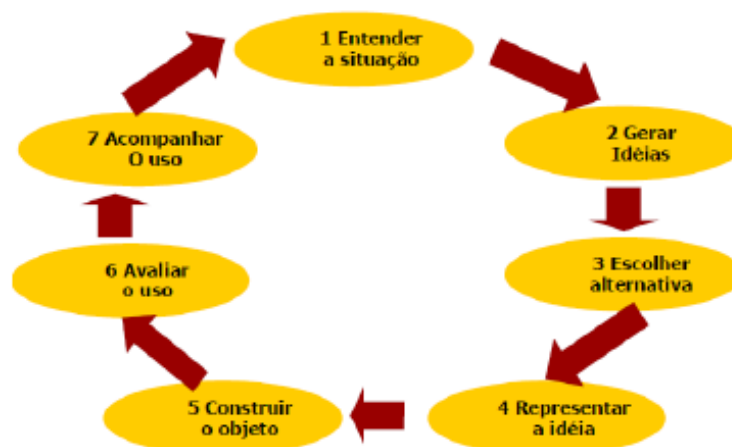 1 Entender
a situação
2 Gerar
Idèias
3 Escolher
alternativa
4 Representar
a idéia
5 Construir
o objeto
6 Avaliar
o uso
7 Acompanhar
O uso